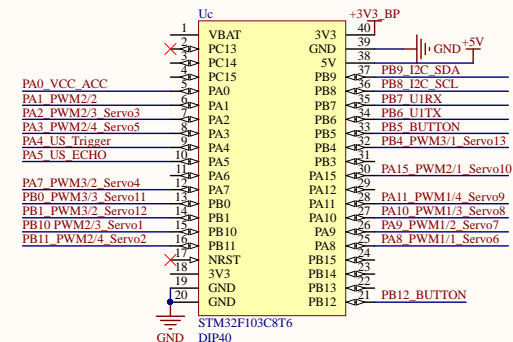 Uc
+3V3_BP
1 VBAT 3V3 40
2 PC13 GND 39 GND +5V
3 PC14 5V 38
4 PC15 PB9 37 PB9_I2C_SDA
PA0_VCC_ACC 5 PA0 PB8 36 PB8_I2C_SCL
PA1_PWM2/2 6 PA1 PB7 35 PB7_U1RX
PA2_PWM2/3_Servo3 7 PA2 PB6 34 PB6_U1TX
PA3_PWM2/4_Servo5 8 PA3 PB5 33 PB5_BUTTON
PA4_US_Trigger 9 PA4 PB4 32 PB4_PWM3/1_Servo13
PA5_US_ECHO 10 PA5 PB3 31
11 PA6 PA15 30 PA15_PWM2/1_Servo10
PA7_PWM3/2_Servo4 12 PA7 PA12 29
PB0_PWM3/3_Servo11 13 PB0 PA11 28 PA11_PWM1/4_Servo9
PB1_PWM3/2_Servo12 14 PB1 PA10 27 PA10_PWM1/3_Servo8
PB10 PWM2/3_Servo1 15 PB10 PA9 26 PA9_PWM1/2_Servo7
PB11_PWM2/4_Servo2 16 PB11 PA8 25 PA8_PWM1/1_Servo6
17 NRST PB15 24
18 3V3 PB14 23
19 GND PB13 22
20 GND PB12 21 PB12_BUTTON
STM32F103C8T6
GND DIP40